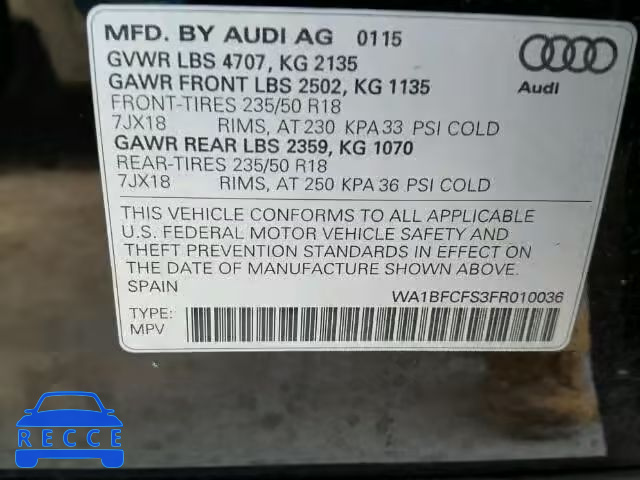 MFD. BY AUDI AG 0115
GVWR LBS 4707, KG 2135
GAWR FRONT LBS 2502, KG 1135
FRONT-TIRES 235/50 R18
7JX18 RIMS, AT 230 KPA 33 PSI COLD
GAWR REAR LBS 2359, KG 1070
REAR-TIRES 235/50 R18
7JX18 RIMS, AT 250 KPA 36 PSI COLD
Audi
THIS VEHICLE CONFORMS TO ALL APPLICABLE
U.S. FEDERAL MOTOR VEHICLE SAFETY AND
THEFT PREVENTION STANDARDS IN EFFECT ON
THE DATE OF MANUFACTURE SHOWN ABOVE.
SPAIN WA1BFCFS3FR010036
TYPE:
MPV
RECCE